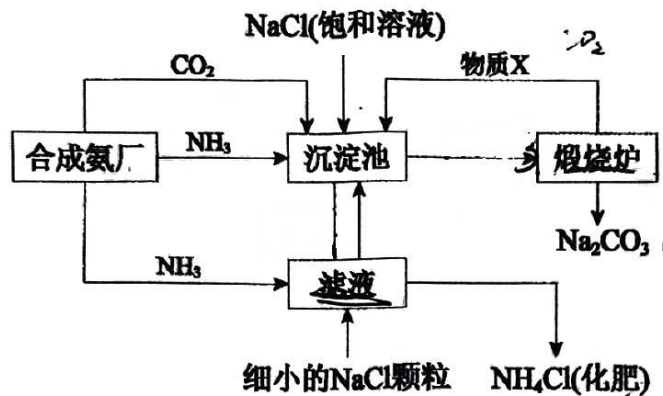 NaCl(饱和溶液)
CO₂
物质X
合成氨厂
NH₃
沉淀池
煅烧炉
Na₂CO₃
NH₃
滤液
细小的NaCl颗粒
NH₄Cl(化肥)